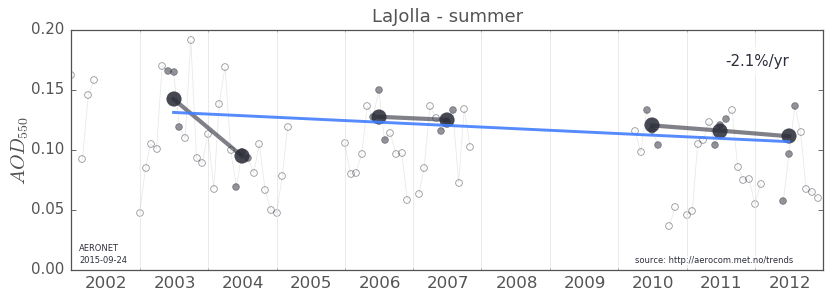 LaJolla - summer
0.20
0.15
0.10
0.05
0.00
AOD550
-2.1%/yr
AERONET
2015-09-24
source: http://aerocom.met.no/trends
2002 2003 2004 2005 2006 2007 2008 2009 2010 2011 2012